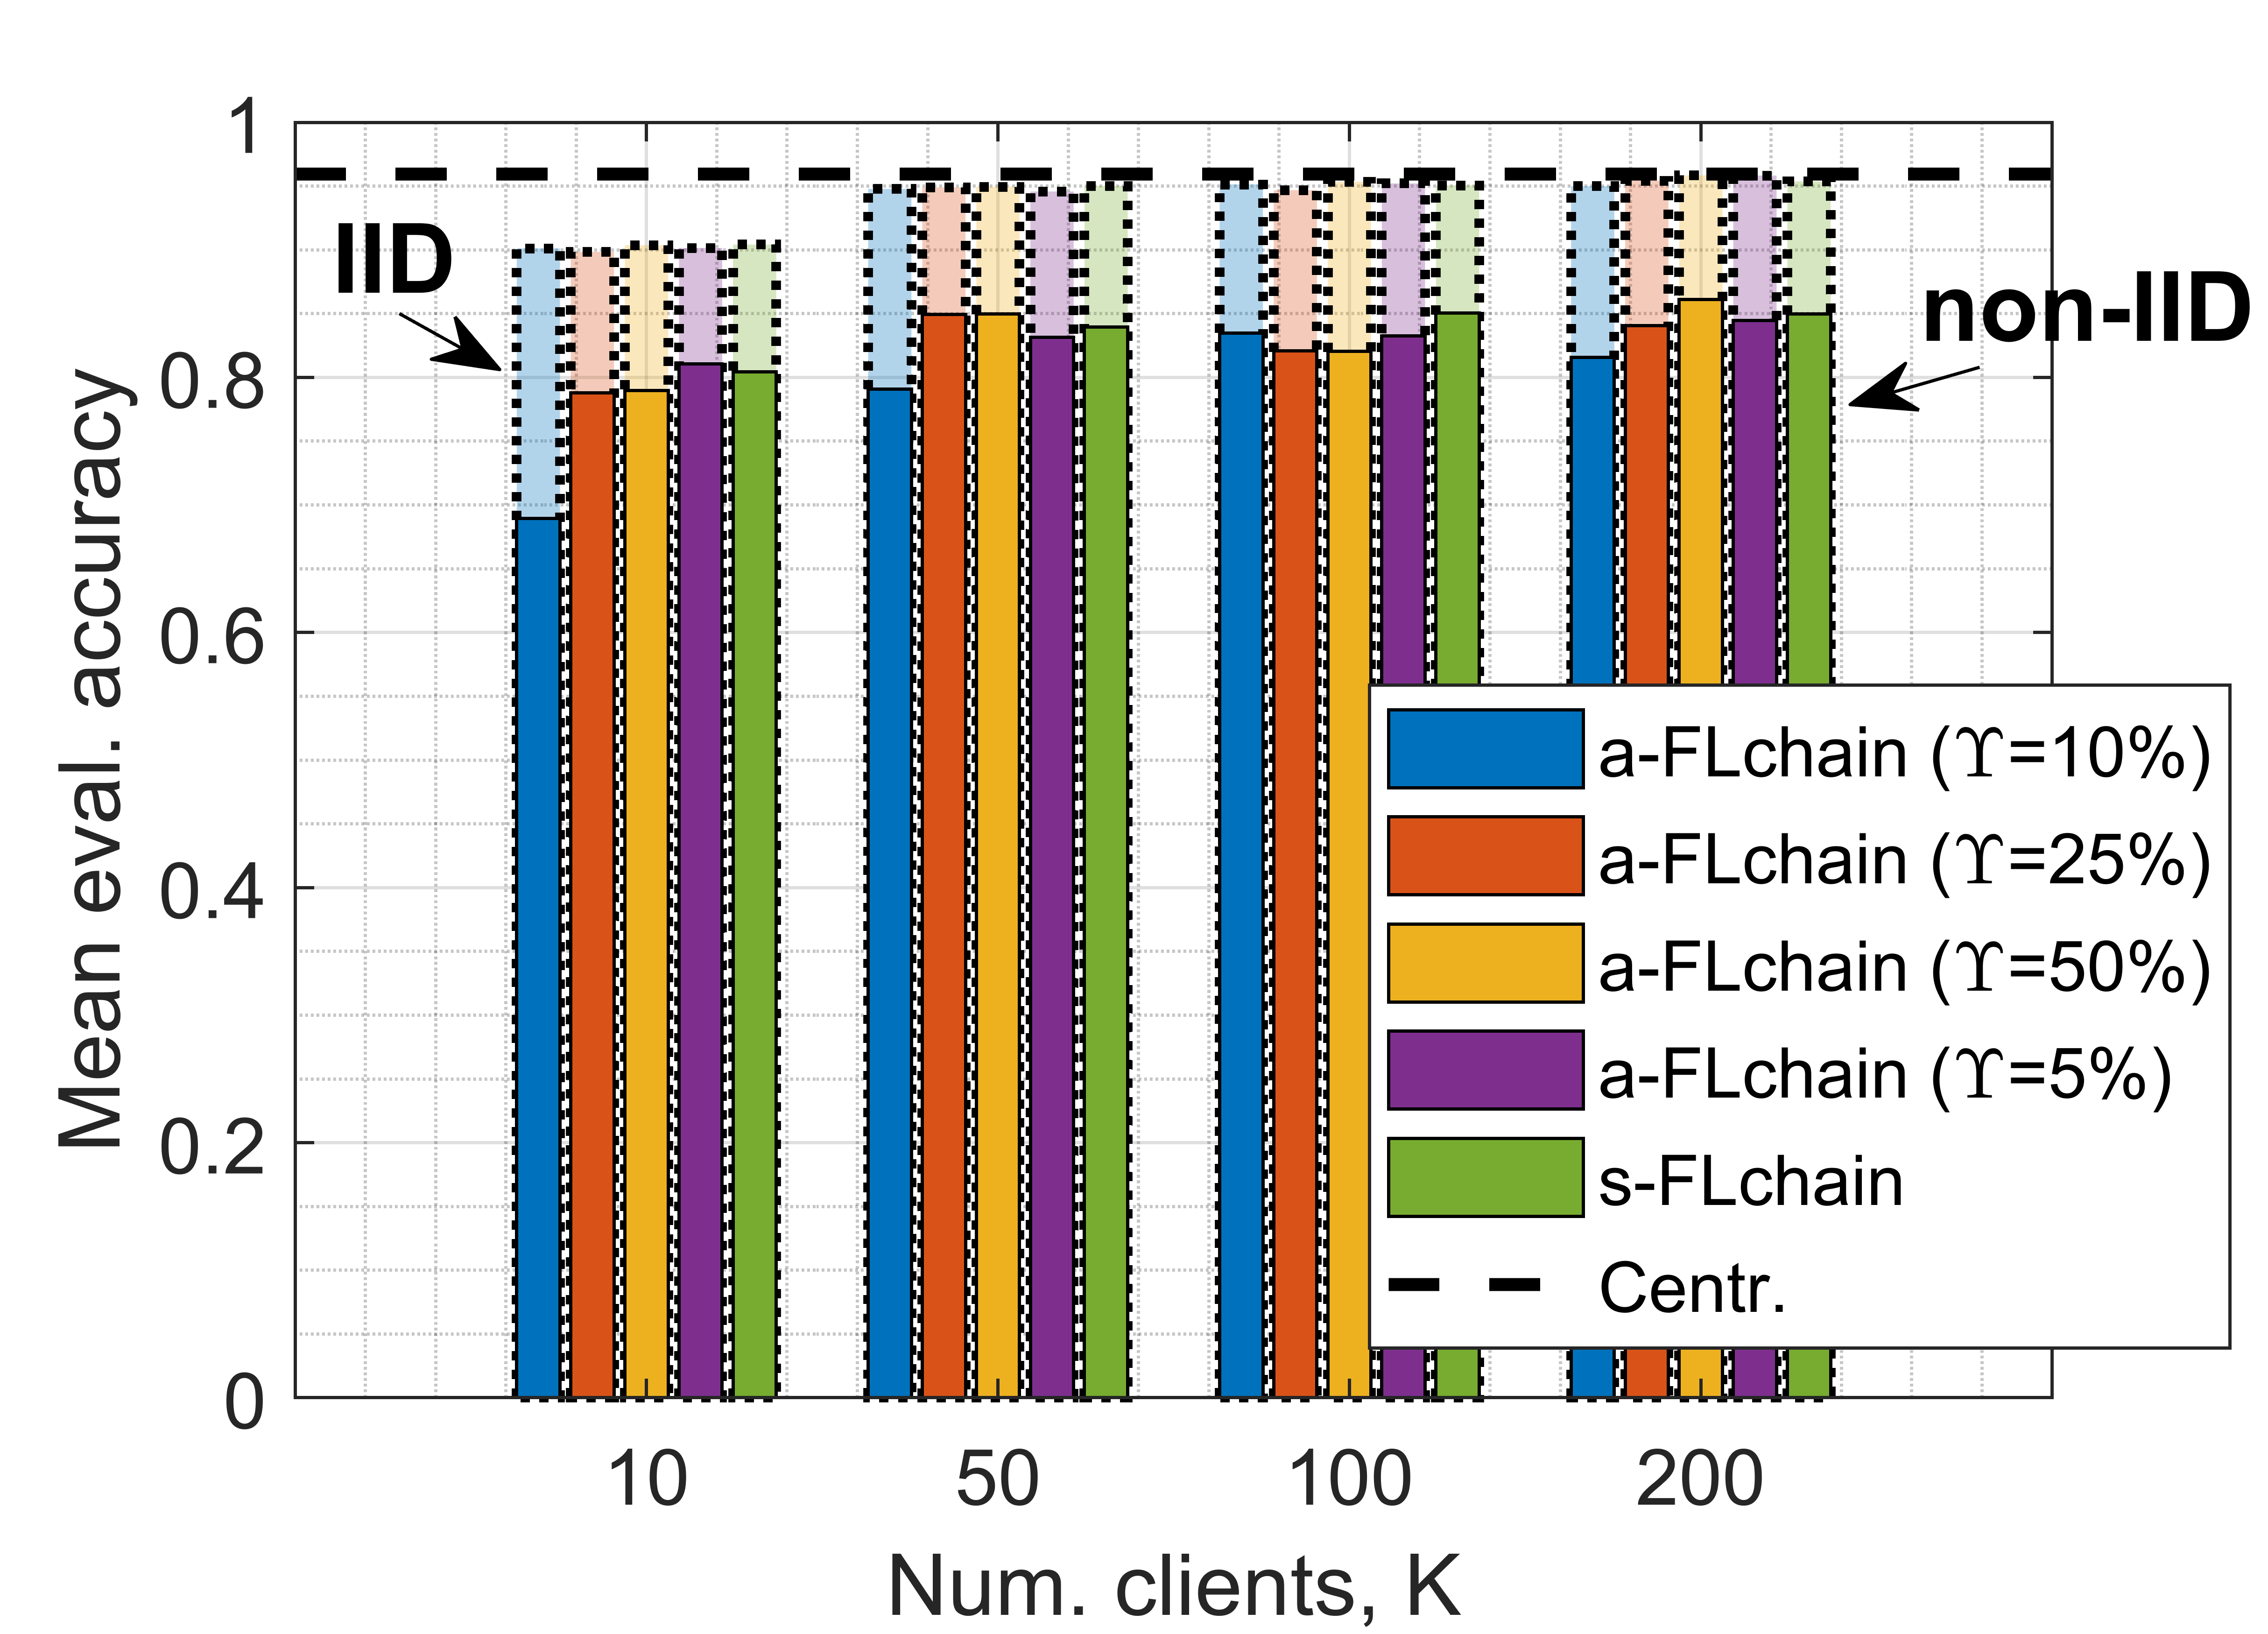 1
0.8
0.6
0.4
0.2
0
Mean eval. accuracy
IID
non-IID
a-FLchain (ϒ=10%)
a-FLchain (ϒ=25%)
a-FLchain (ϒ=50%)
a-FLchain (ϒ=5%)
s-FLchain
Centr.
10
50
100
200
Num. clients, K